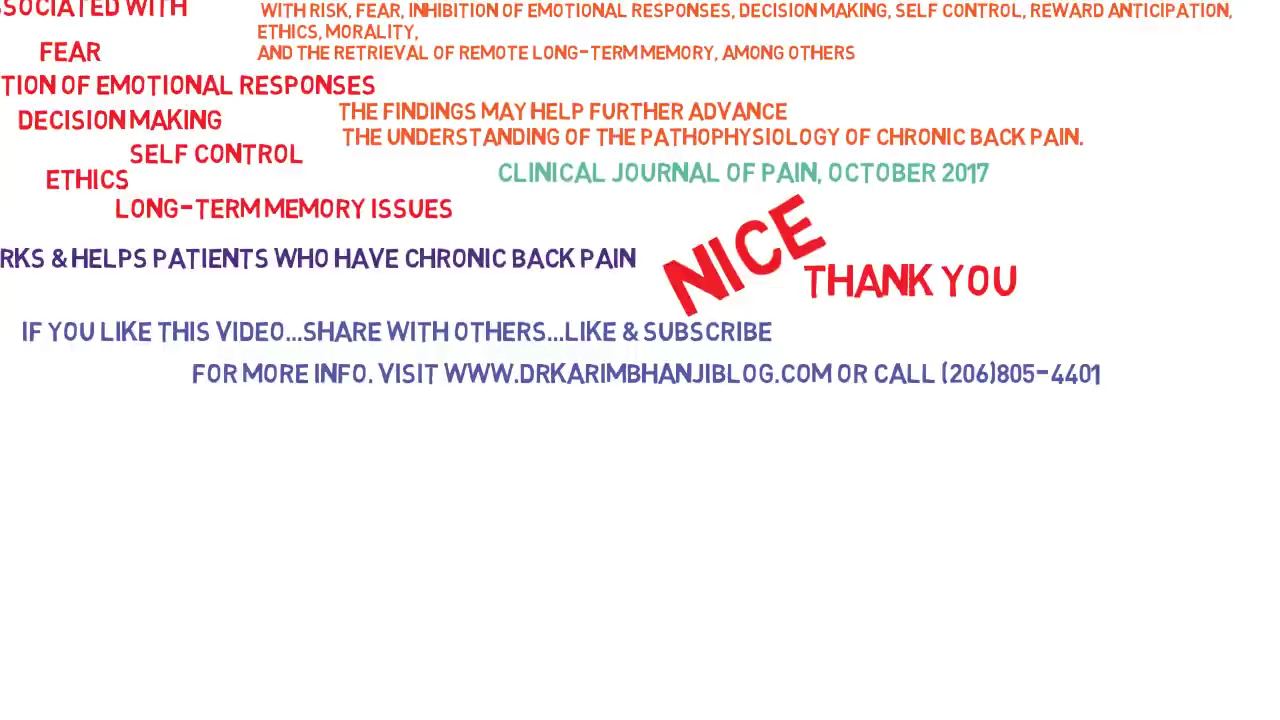 SOCIATED WITH
FEAR
TION OF EMOTIONAL RESPONSES
DECISION MAKING
SELF CONTROL
ETHICS
LONG-TERM MEMORY ISSUES
WITH RISK, FEAR, INHIBITION OF EMOTIONAL RESPONSES, DECISION MAKING, SELF CONTROL, REWARD ANTICIPATION,
ETHICS, MORALITY,
AND THE RETRIEVAL OF REMOTE LONG-TERM MEMORY, AMONG OTHERS
THE FINDINGS MAY HELP FURTHER ADVANCE
THE UNDERSTANDING OF THE PATHOPHYSIOLOGY OF CHRONIC BACK PAIN.
CLINICAL JOURNAL OF PAIN, OCTOBER 2017
RKS & HELPS PATIENTS WHO HAVE CHRONIC BACK PAIN
NICE
THANK YOU
IF YOU LIKE THIS VIDEO...SHARE WITH OTHERS...LIKE & SUBSCRIBE
FOR MORE INFO. VISIT WWW.DRKARIMBHANJIBLOG.COM OR CALL (206)805-4401